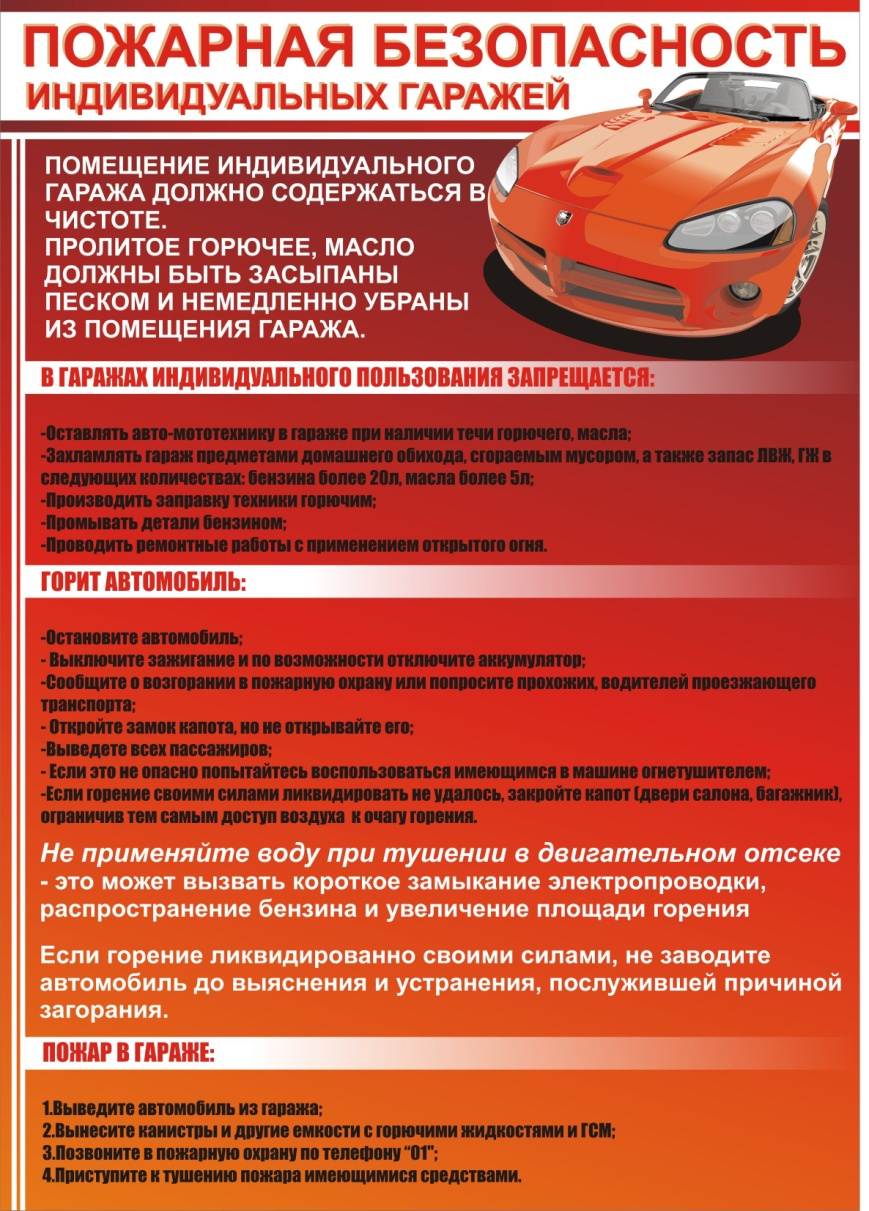 ПОЖАРНАЯ БЕЗОПАСНОСТЬ
ИНДИВИДУАЛЬНЫХ ГАРАЖЕЙ
ПОМЕЩЕНИЕ ИНДИВИДУАЛЬНОГО
ГАРАЖА ДОЛЖНО СОДЕРЖАТЬСЯ В
ЧИСТОТЕ.
ПРОЛИТОЕ ГОРЮЧЕЕ, МАСЛО
ДОЛЖНЫ БЫТЬ ЗАСЫПАНЫ
ПЕСКОМ И НЕМЕДЛЕННО УБРАНЫ
ИЗ ПОМЕЩЕНИЯ ГАРАЖА.
В ГАРАЖАХ ИНДИВИДУАЛЬНОГО ПОЛЬЗОВАНИЯ ЗАПРЕЩАЕТСЯ:
-Оставлять авто-мототехнику в гараже при наличии течи горючего, масла;
-Захламлять гараж предметами домашнего обихода, сгораемым мусором, а также запас ЛВЖ, ГЖ в
следующих количествах: бензина более 20л, масла более 5л;
-Производить заправку техники горючим;
-Промывать детали бензином;
-Проводить ремонтные работы с применением открытого огня.
ГОРИТ АВТОМОБИЛЬ:
-Остановите автомобиль;
- Выключите зажигание и по возможности отключите аккумулятор;
-Сообщите о возгорании в пожарную охрану или попросите прохожих, водителей проезжающего
транспорта;
- Откройте замок капота, но не открывайте его;
-Выведете всех пассажиров;
- Если это не опасно попытайтесь воспользоваться имеющимся в машине огнетушителем;
-Если горение своими силами ликвидировать не удалось, закройте капот (двери салона, багажник),
ограничив тем самым доступ воздуха к очагу горения.
Не применяйте воду при тушении в двигательном отсеке
- это может вызвать короткое замыкание электропроводки,
распространение бензина и увеличение площади горения
Если горение ликвидированно своими силами, не заводите
автомобиль до выяснения и устранения, послужившей причиной
загорания.
ПОЖАР В ГАРАЖЕ:
1.Выведите автомобиль из гаража;
2.Вынесите канистры и другие емкости с горючими жидкостями и ГСМ;
3.Позвоните в пожарную охрану по телефону "01";
4.Приступите к тушению пожара имеющимися средствами.